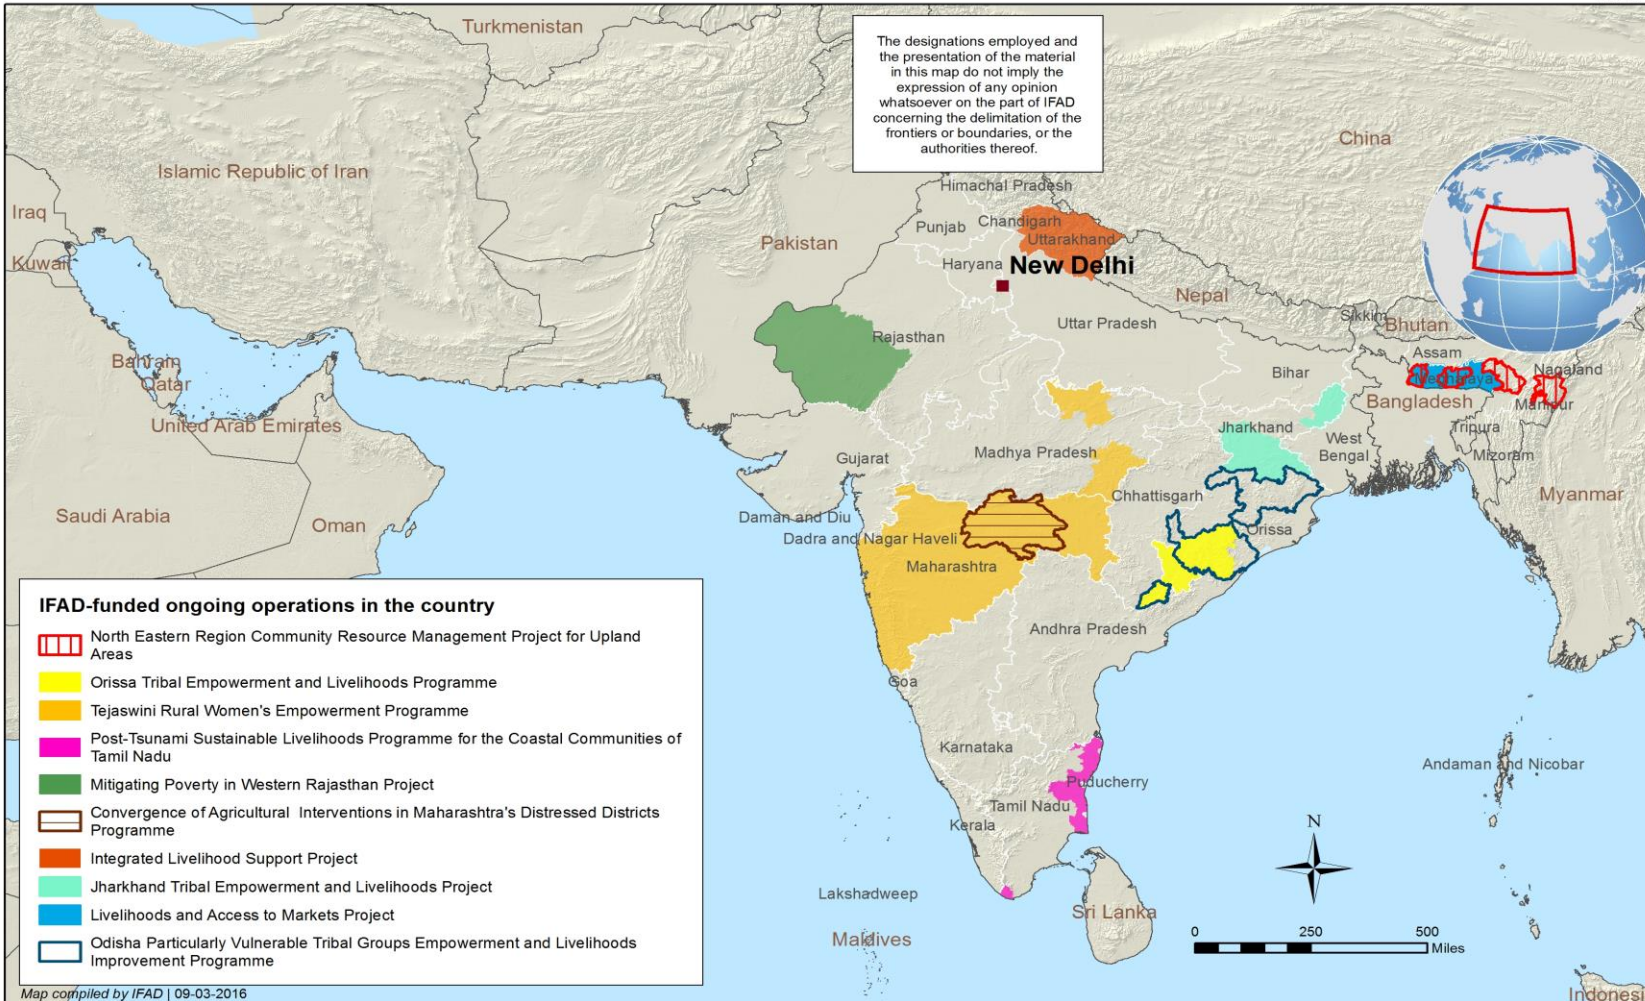 Turkmenistan
The designations employed and
the presentation of the material
in this map do not imply the
expression of any opinion
whatsoever on the part of IFAD
concerning the delimitation of the
frontiers or boundaries, or the
authorities thereof.
China
Islamic Republic of Iran
Himachal Pradesh
Iraq
Chandigarh
Punjab
Pakistan
Uttarakhand
Kuwait
Haryana
New Delhi
Nepal
Sikkim
Bhutan
Uttar Pradesh
Rajasthan
Assam
Bahrain
Bihar
Nagaland
Qatar
Meghalaya
Bangladesh
Manipur
United Arab Emirates
Jharkhand
Tripura
West
Bengal
Madhya Pradesh
Gujarat
Mizoram
Chhattisgarh
Myanmar
Saudi Arabia
Oman
Daman and Diu
Orissa
Dadra and Nagar Haveli
Maharashtra
Andhra Pradesh
Goa
Karnataka
Andaman and Nicobar
Puducherry
Tamil Nadu
Kerala
N
Lakshadweep
Sri Lanka
Maldives
0 250 500
Miles
Indonesi
IFAD-funded ongoing operations in the country
North Eastern Region Community Resource Management Project for Upland
Areas
Orissa Tribal Empowerment and Livelihoods Programme
Tejaswini Rural Women's Empowerment Programme
Post-Tsunami Sustainable Livelihoods Programme for the Coastal Communities of
Tamil Nadu
Mitigating Poverty in Western Rajasthan Project
Convergence of Agricultural Interventions in Maharashtra's Distressed Districts
Programme
Integrated Livelihood Support Project
Jharkhand Tribal Empowerment and Livelihoods Project
Livelihoods and Access to Markets Project
Odisha Particularly Vulnerable Tribal Groups Empowerment and Livelihoods
Improvement Programme
Map compiled by IFAD | 09-03-2016